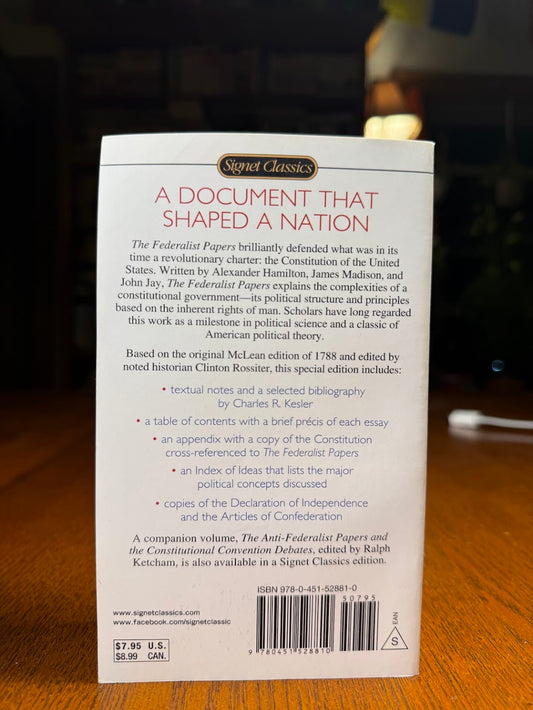 Signet Classics
A DOCUMENT THAT
SHAPED A NATION
The Federalist Papers brilliantly defended what was in its
time a revolutionary charter: the Constitution of the United
States. Written by Alexander Hamilton, James Madison, and
John Jay, The Federalist Papers explains the complexities of a
constitutional government—its political structure and principles
based on the inherent rights of man. Scholars have long regarded
this work as a milestone in political science and a classic of
American political theory.
Based on the original McLean edition of 1788 and edited by
noted historian Clinton Rossiter, this special edition includes:
• textual notes and a selected bibliography
by Charles R. Kesler
• a table of contents with a brief précis of each essay
• an appendix with a copy of the Constitution
cross-referenced to The Federalist Papers
• an Index of Ideas that lists the major
political concepts discussed
• copies of the Declaration of Independence
and the Articles of Confederation
A companion volume, The Anti-Federalist Papers and
the Constitutional Convention Debates, edited by Ralph
Ketcham, is also available in a Signet Classics edition.
ISBN 978-0-451-52881-0
50795
www.signetclassics.com
www.facebook.com/signetclassic
EAN
S
$7.95 U.S.
$8.99 CAN.
9 780451 528810